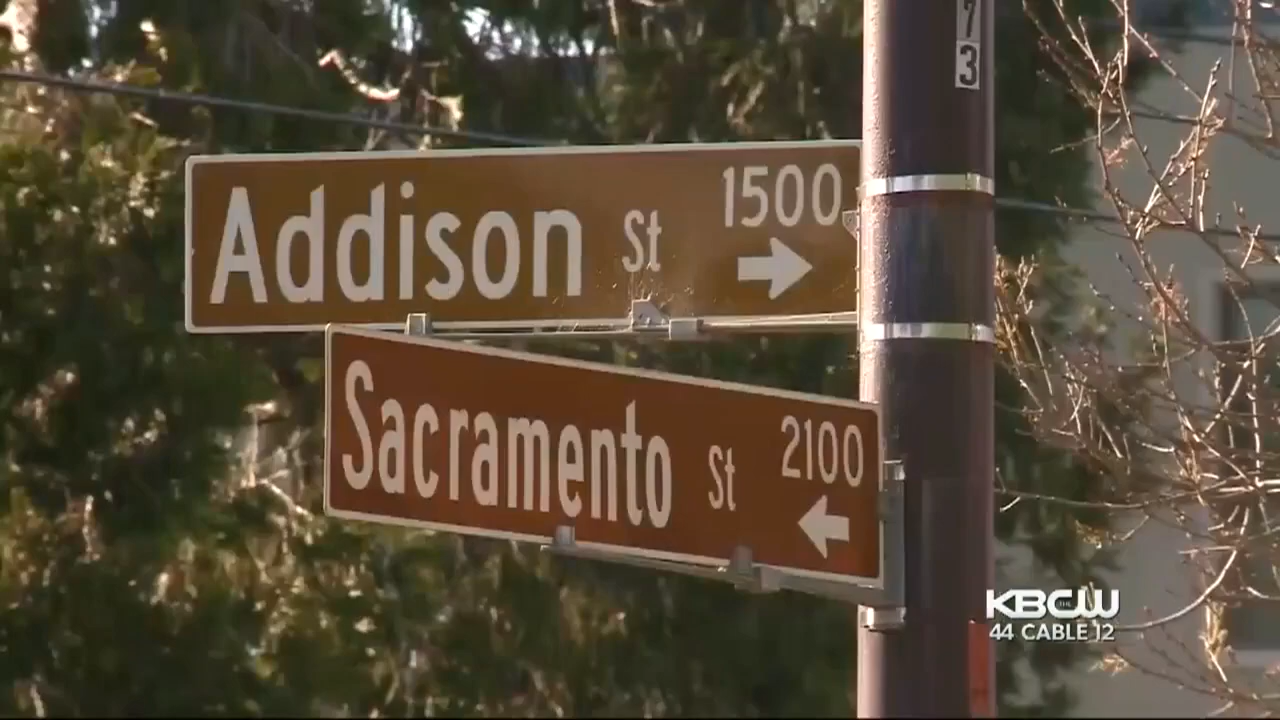 73
Addison St 1500
Sacramento St 2100
KBCW
44 CABLE 12